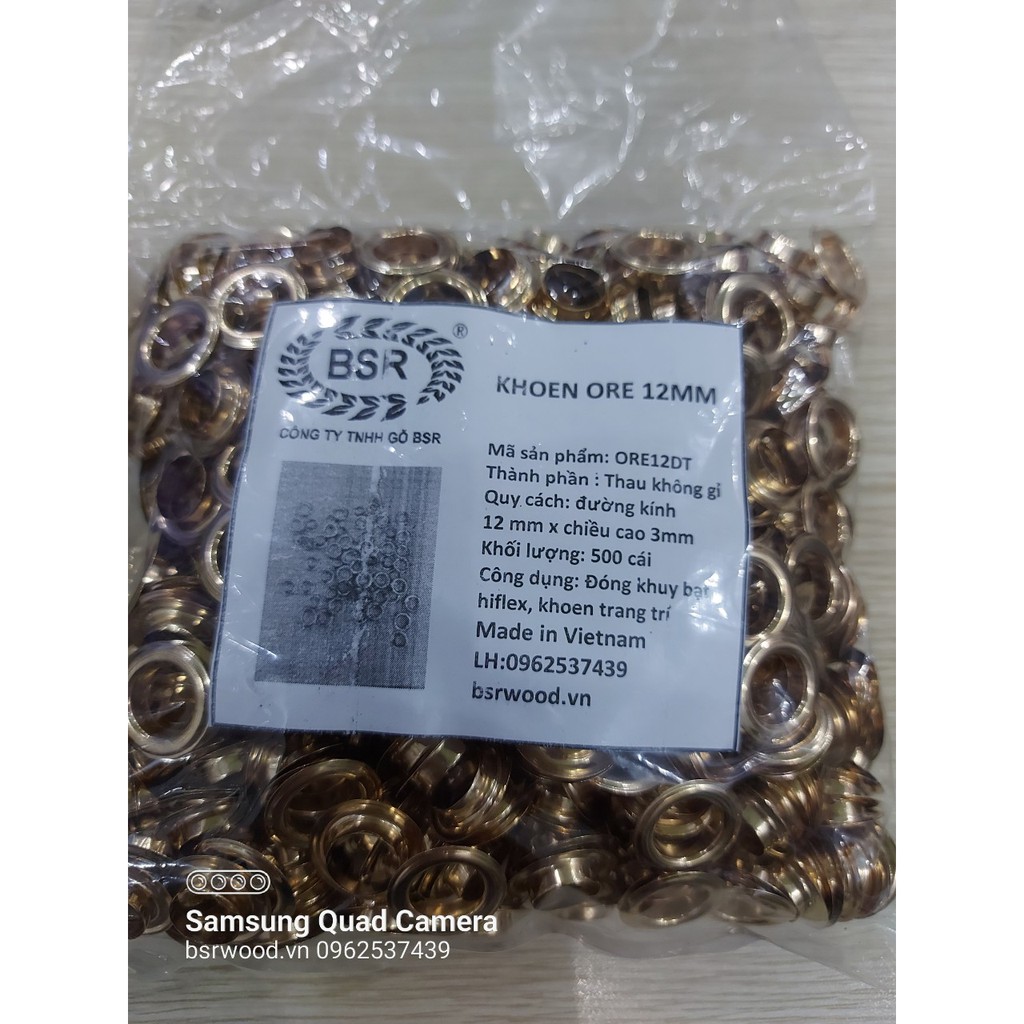 BSR ®
CÔNG TY TNHH GỖ BSR
KHOEN ORE 12MM
Mã sản phẩm: ORE12DT
Thành phần : Thau không gỉ
Quy cách: đường kính
12 mm x chiều cao 3mm
Khối lượng: 500 cái
Công dụng: Đóng khuy bạt
hiflex, khoen trang trí
Made in Vietnam
LH:0962537439
bsrwood.vn
Samsung Quad Camera
bsrwood.vn 0962537439